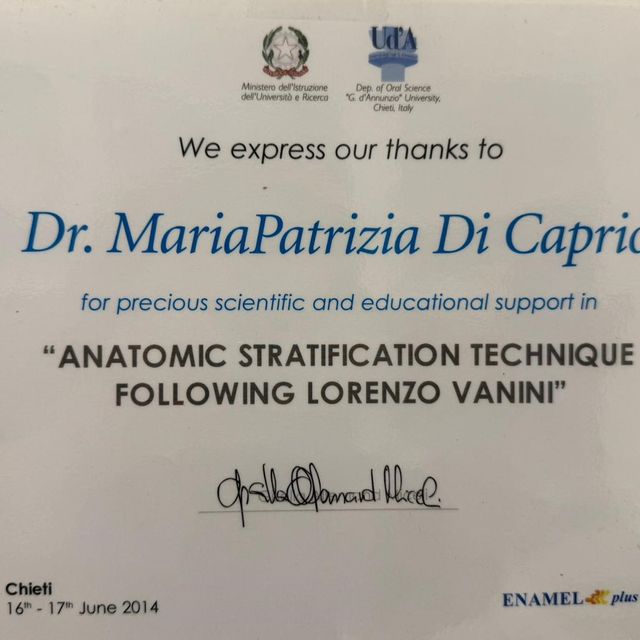 Ministero dell'Istruzione
dell'Università e Ricerca
Ud'A
Dep. of Oral Science
"G. d'Annunzio" University,
Chieti, Italy
We express our thanks to
Dr. MariaPatrizia Di Caprio
for precious scientific and educational support in
“ANATOMIC STRATIFICATION TECHNIQUE
FOLLOWING LORENZO VANINI”
Chieti
16th - 17th June 2014
ENAMEL plus